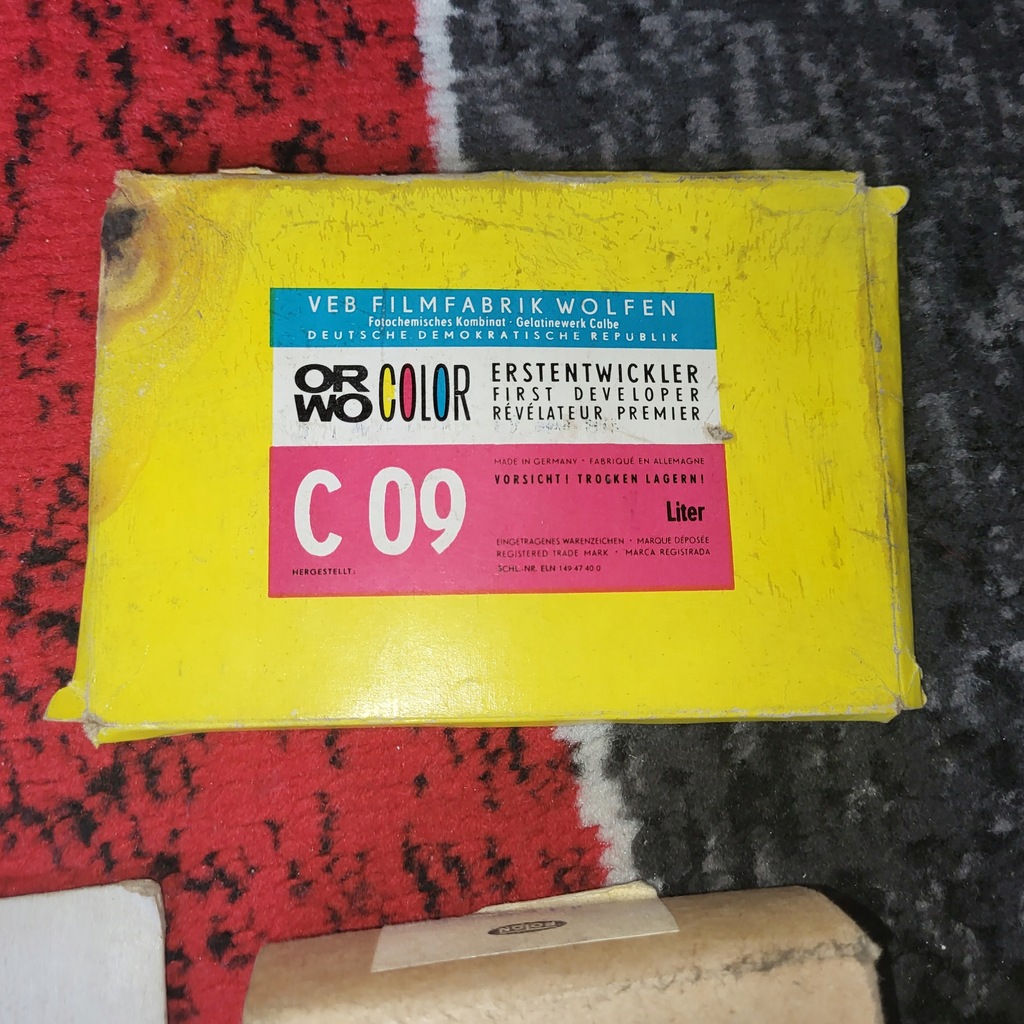 VEB FILMFABRIK WOLFEN
Fotochemisches Kombinat · Gelatinewerk Calbe
DEUTSCHE DEMOKRATISCHE REPUBLIK
ORWO COLOR
ERSTENTWICKLER
FIRST DEVELOPER
RÉVÉLATEUR PREMIER
C 09
HERGESTELLT:
MADE IN GERMANY · FABRIQUÉ EN ALLEMAGNE
VORSICHT! TROCKEN LAGERN!
Liter
EINGETRAGENES WARENZEICHEN · MARQUE DÉPOSÉE
REGISTERED TRADE MARK · MARCA REGISTRADA
SCHL.-NR. ELN 149 47 40 0